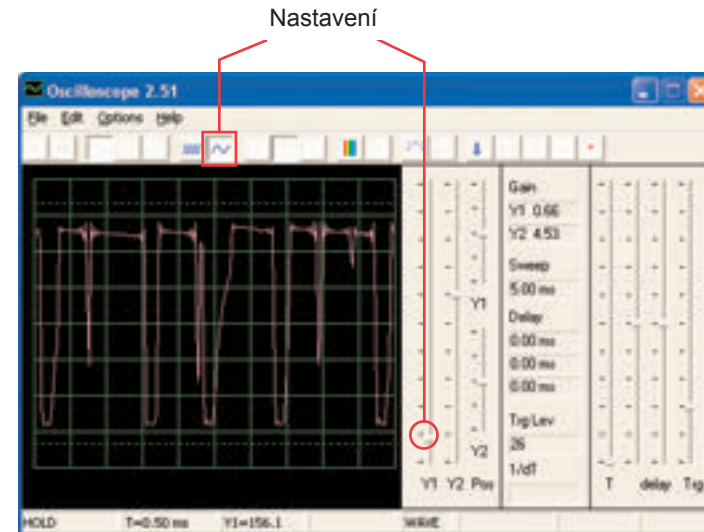 Nastavení
Oscilloscope 2.51
File Edit Options Help
Gain
Y1 0.66
Y2 4.53
Sweep
5.00 ms
Delay
0.00 ms
0.00 ms
0.00 ms
Trg Lev
26
1/dT
Y1
Y2
Y1 Y2 Pos
T delay Trg
HOLD T=0.50 ms Y1=156.1 WAVE